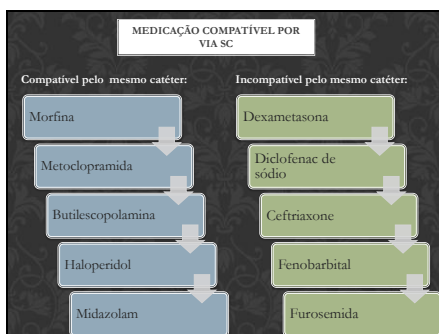 MEDICAÇÃO COMPATÍVEL POR
VIA SC
Compatível pelo mesmo catéter:
Morfina
Metoclopramida
Butilescopolamina
Haloperidol
Midazolam
Incompatível pelo mesmo catéter:
Dexametasona
Diclofenac de
sódio
Ceftriaxone
Fenobarbital
Furosemida